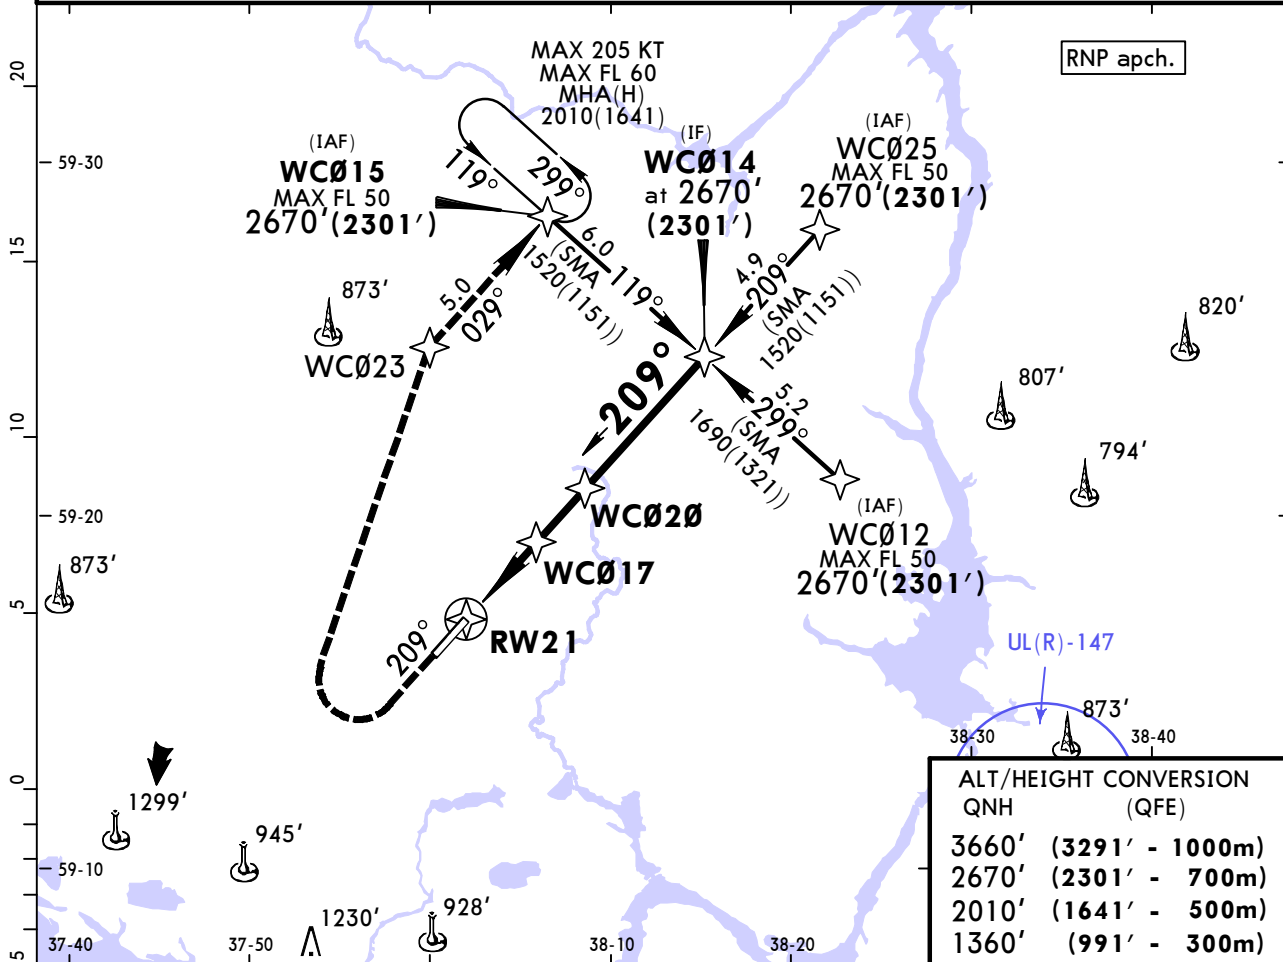 RNP apch.
MAX 205 KT
MAX FL 60
MHA(H)
2010(1641)
(IAF)
WCØ15
MAX FL 50
2670'(2301')
119°
299°
(IF)
WCØ14
at 2670'
(2301')
(IAF)
WCØ25
MAX FL 50
2670'(2301')
6.0
119°
(SMA
1520(1151))
4.9
209°
(SMA
1520(1151))
5.0
029°
WCØ23
873'
209°
5.2
299°
(SMA
1690(1321))
(IAF)
WCØ12
MAX FL 50
2670'(2301')
820'
807'
794'
WCØ20
WCØ17
RW21
209°
873'
UL(R)-147
873'
1299'
945'
1230'
928'
20
15
10
5
0
5
59-30
59-20
59-10
37-40
37-50
38-10
38-20
38-30
38-40
ALT/HEIGHT CONVERSION
QNH (QFE)
3660' (3291' - 1000m)
2670' (2301' - 700m)
2010' (1641' - 500m)
1360' (991' - 300m)